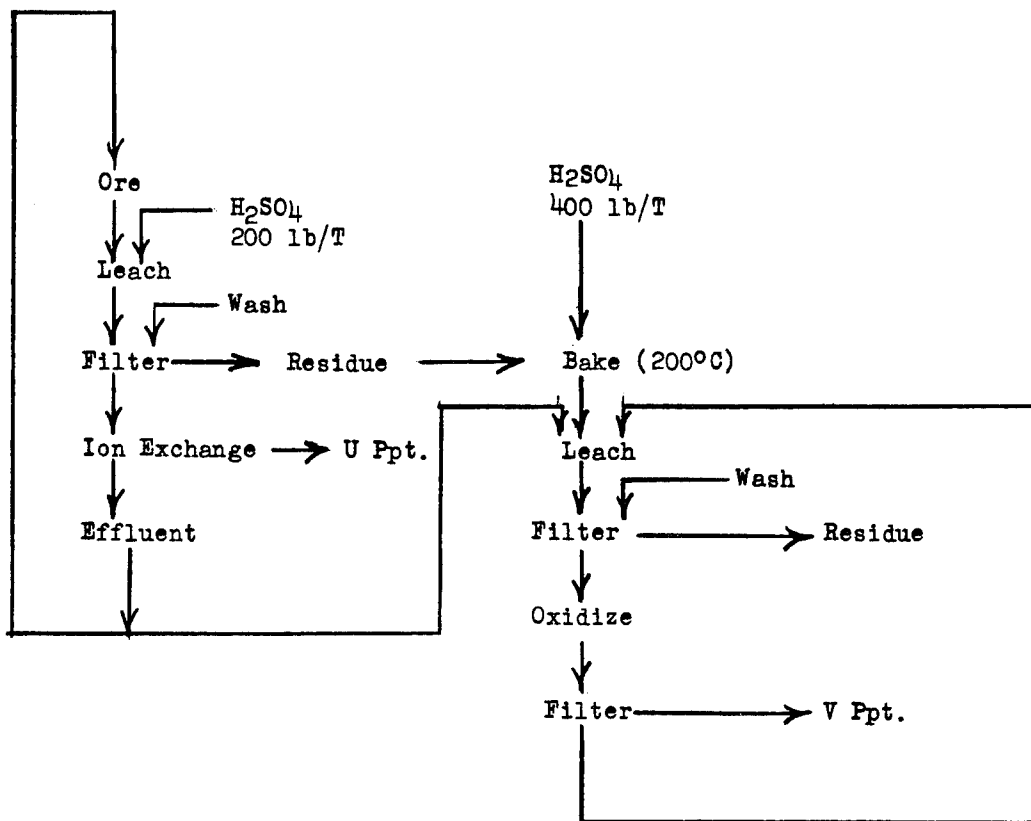 Ore
H2SO4
200 lb/T
Leach
Wash
Filter
Residue
Ion Exchange
U Ppt.
Effluent
H2SO4
400 lb/T
Bake (200°C)
Leach
Wash
Filter
Residue
Oxidize
Filter
V Ppt.